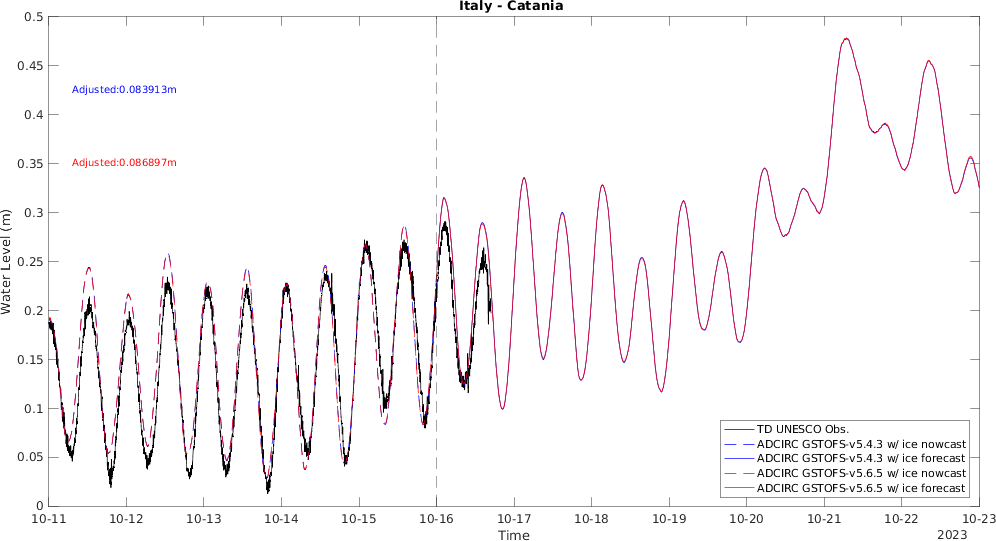 Italy - Catania
0.5
0.45
0.4
0.35
0.3
0.25
0.2
0.15
0.1
0.05
0
Water Level (m)
Adjusted:0.083913m
Adjusted:0.086897m
TD UNESCO Obs.
ADCIRC GSTOFS-v5.4.3 w/ ice nowcast
ADCIRC GSTOFS-v5.4.3 w/ ice forecast
ADCIRC GSTOFS-v5.6.5 w/ ice nowcast
ADCIRC GSTOFS-v5.6.5 w/ ice forecast
10-11 10-12 10-13 10-14 10-15 10-16 10-17 10-18 10-19 10-20 10-21 10-22 10-23
Time
2023